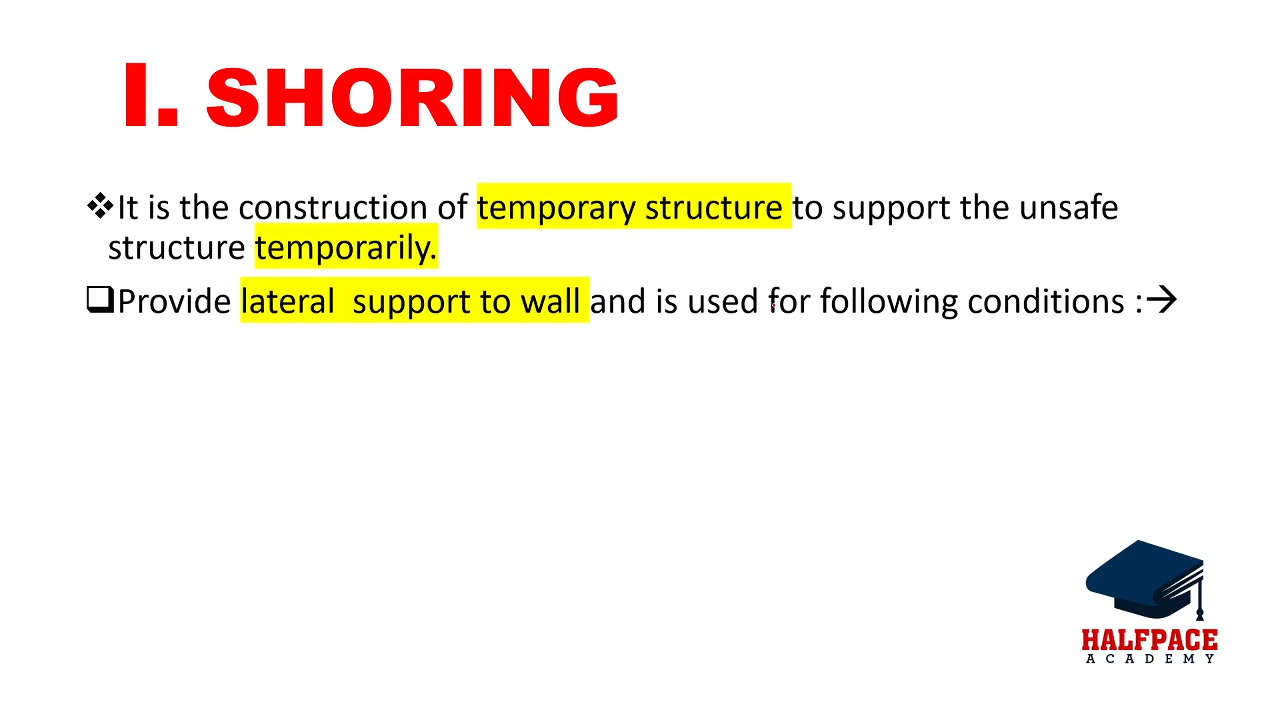 I. SHORING
❖It is the construction of temporary structure to support the unsafe
structure temporarily.
❑Provide lateral  support to wall and is used for following conditions :→
HALFPACE
ACADEMY